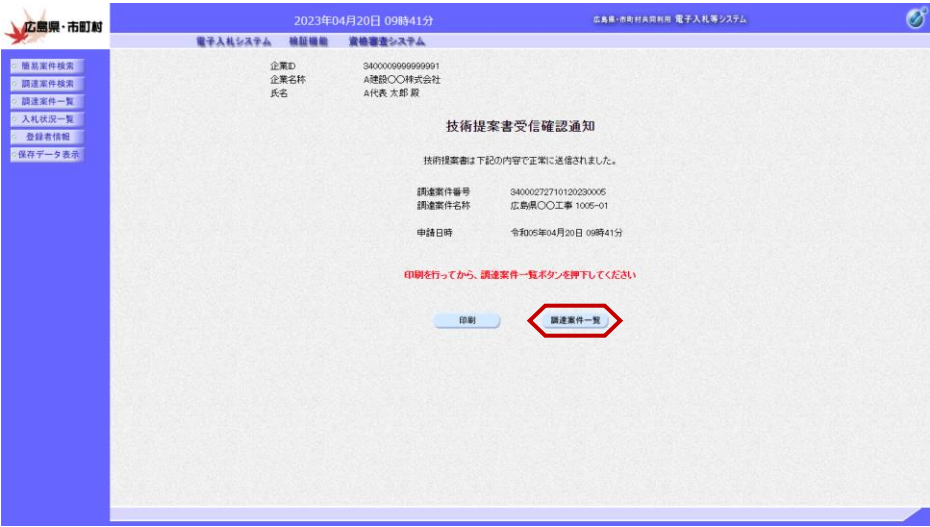 広島県・市町村
2023年04月20日 09時41分
広島県・市町村共同利用 電子入札等システム
電子入札システム 検証機能 資格審査システム
簡易案件検索
調達案件検索
調達案件一覧
入札状況一覧
登録者情報
保存データ表示
企業ID 3400009999999991
企業名称 A建設〇〇株式会社
氏名 A代表 太郎 殿
技術提案書受信確認通知
技術提案書は下記の内容で正常に送信されました。
調達案件番号 34000272710120230005
調達案件名称 広島県〇〇工事 1005-01
申請日時 令和05年04月20日 09時41分
印刷を行ってから、調達案件一覧ボタンを押下してください
印刷 調達案件一覧